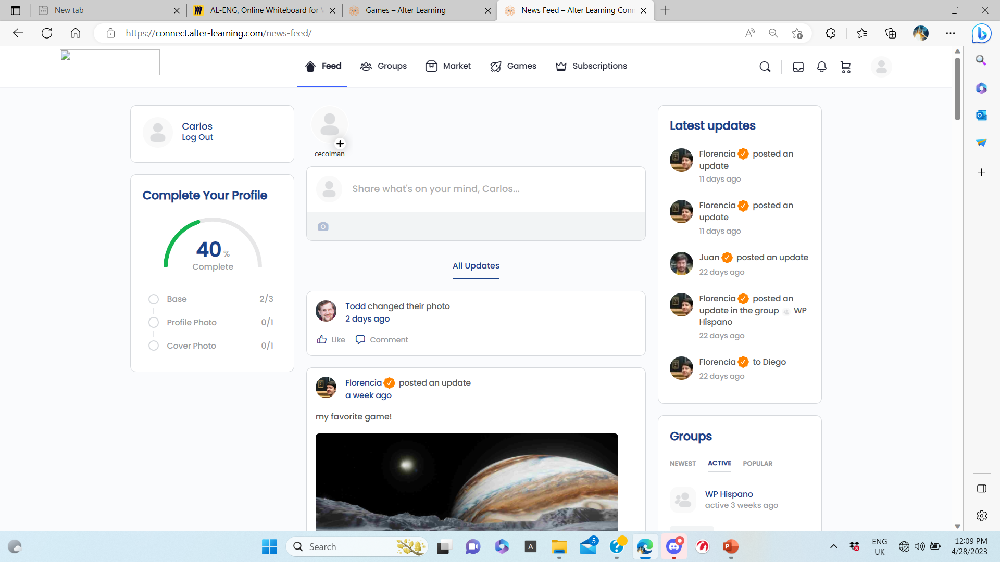 New tab
AL-ENG, Online Whiteboard for
Games – Alter Learning
News Feed – Alter Learning Conn
https://connect.alter-learning.com/news-feed/
Feed
Groups
Market
Games
Subscriptions
Carlos
Log Out
Complete Your Profile
40 %
Complete
Base 2/3
Profile Photo 0/1
Cover Photo 0/1
cecolman
Share what's on your mind, Carlos...
All Updates
Todd changed their photo
2 days ago
Like Comment
Florencia posted an update
a week ago
my favorite game!
Latest updates
Florencia posted an
update
11 days ago
Florencia posted an
update
11 days ago
Juan posted an update
22 days ago
Florencia posted an
update in the group WP
Hispano
22 days ago
Florencia to Diego
22 days ago
Groups
NEWEST ACTIVE POPULAR
WP Hispano
active 3 weeks ago
Search
A
5
ENG
UK
12:09 PM
4/28/2023